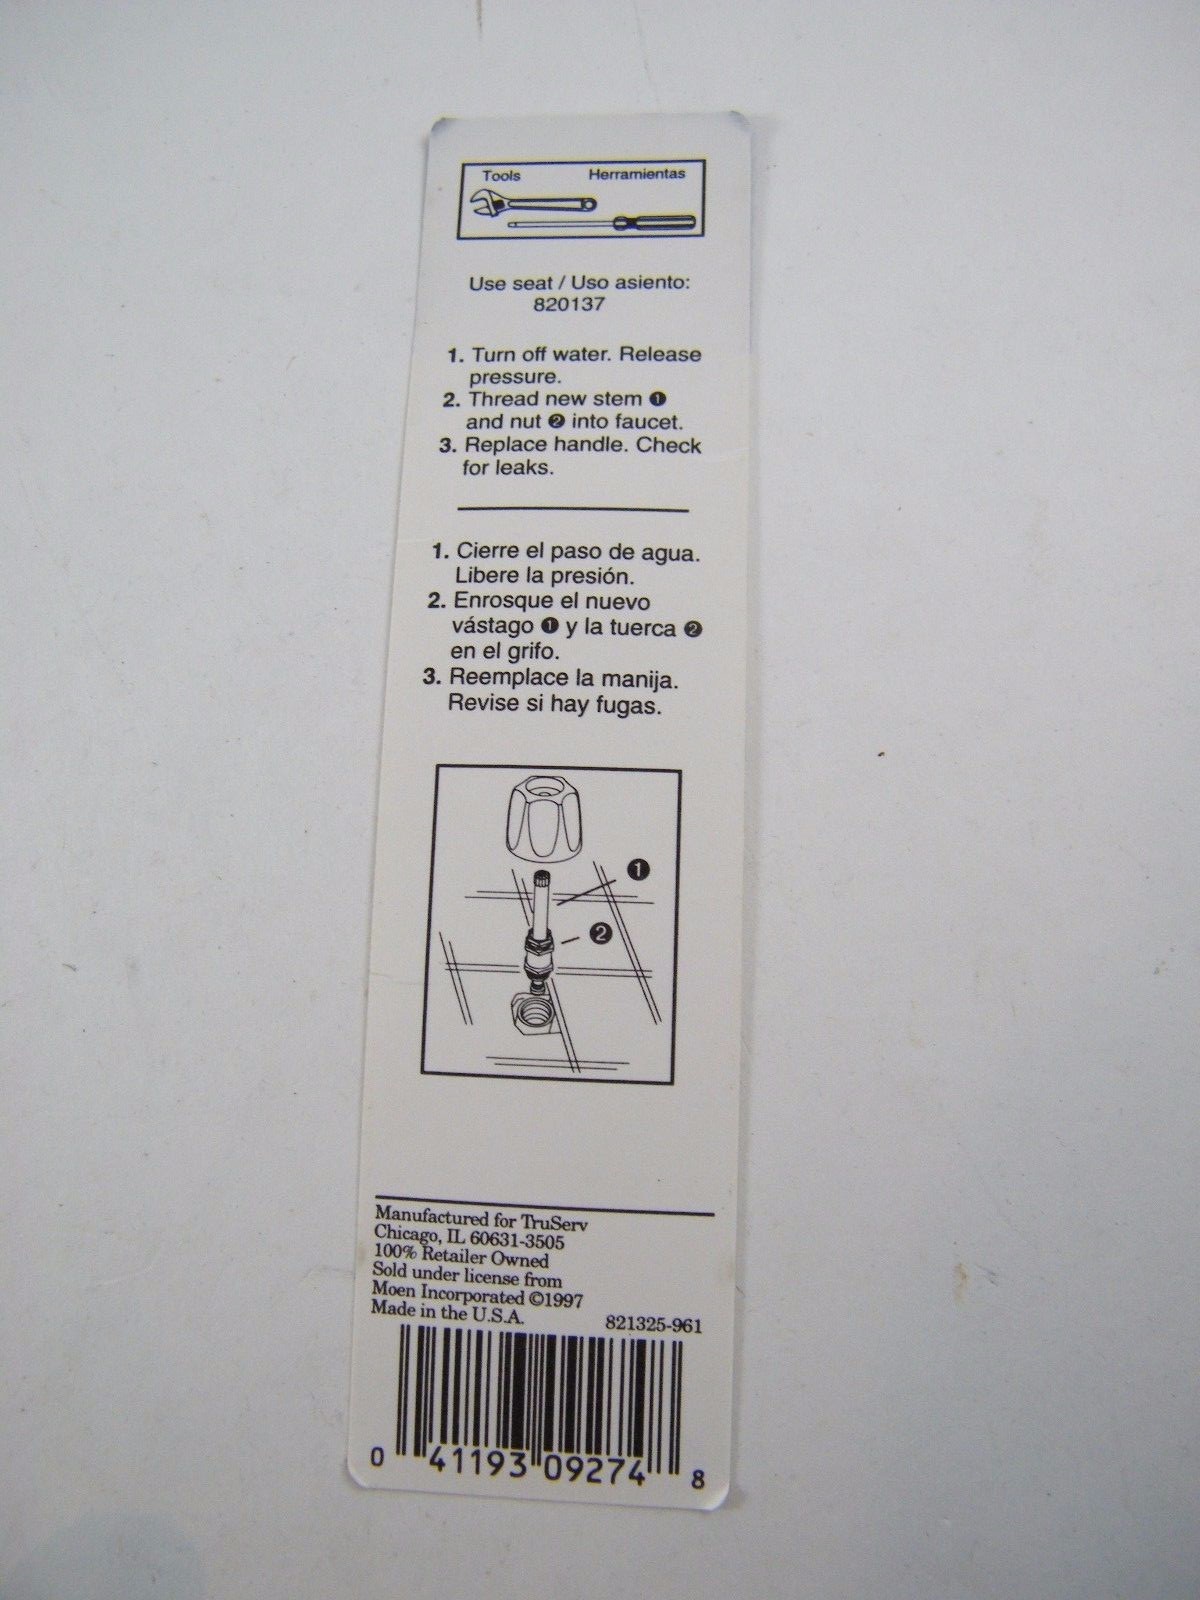 Tools Herramientas
Use seat / Uso asiento:
820137
1. Turn off water. Release
pressure.
2. Thread new stem ❶
and nut ❷ into faucet.
3. Replace handle. Check
for leaks.
1. Cierre el paso de agua.
Libere la presión.
2. Enrosque el nuevo
vástago ❶ y la tuerca ❷
en el grifo.
3. Reemplace la manija.
Revise si hay fugas.
❶
❷
Manufactured for TruServ
Chicago, IL 60631-3505
100% Retailer Owned
Sold under license from
Moen Incorporated ©1997
Made in the U.S.A. 821325-961
0 41193 09274 8